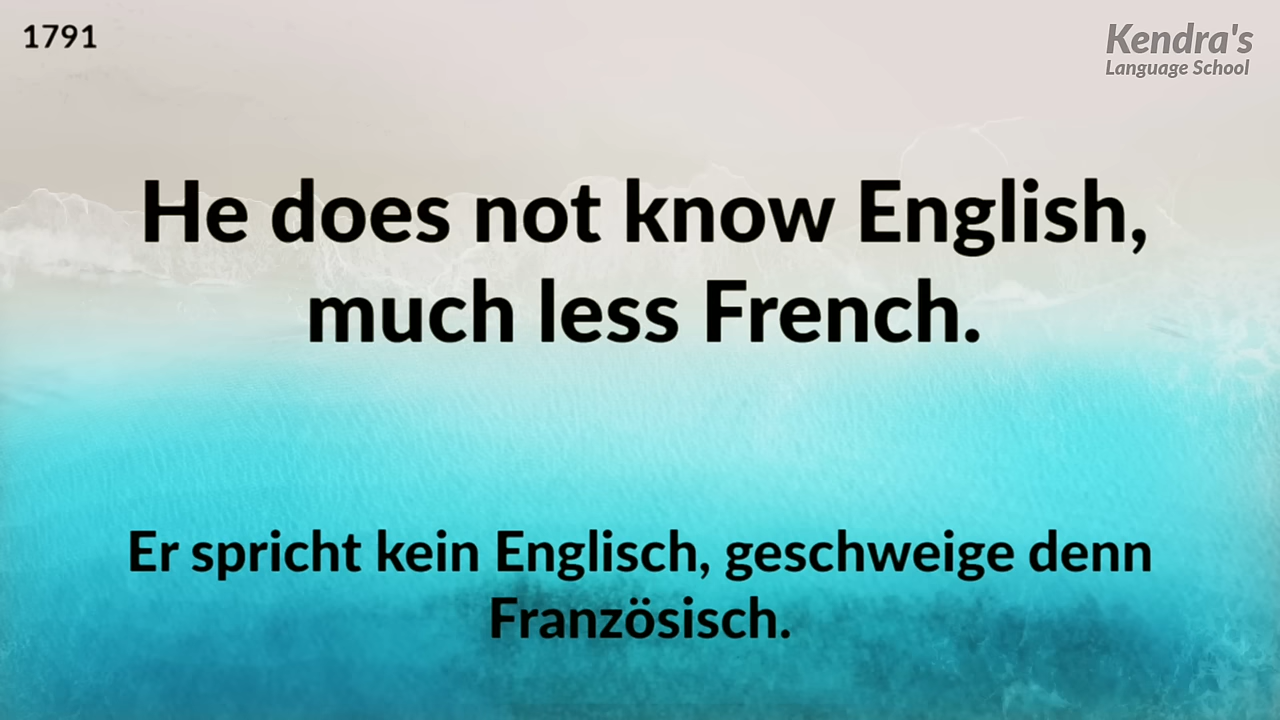 1791
Kendra's
Language School
He does not know English,
much less French.
Er spricht kein Englisch, geschweige denn
Französisch.